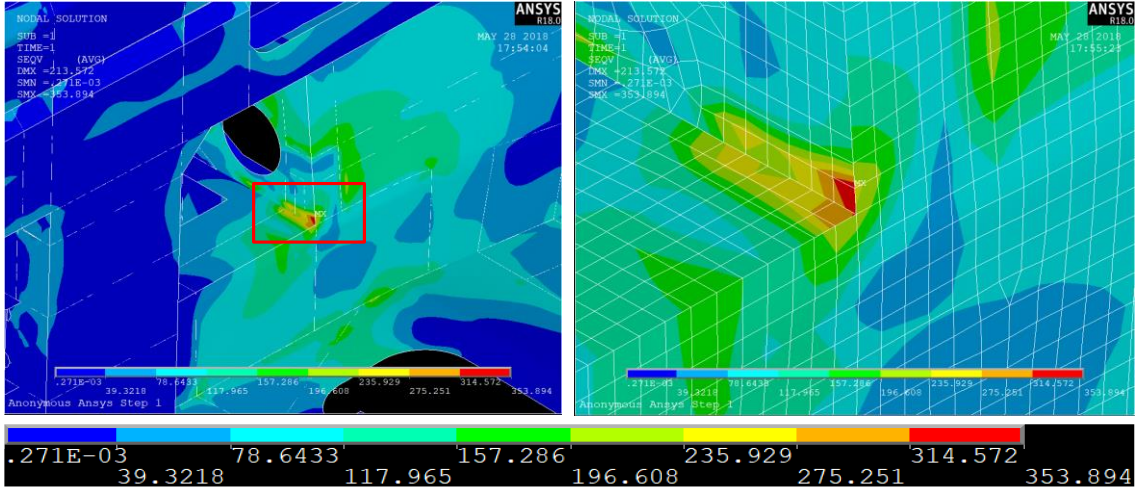 NODAL SOLUTION
SUB =1
TIME=1
SEQV (AVG)
DMX =213.572
SMN =.271E-03
SMX =353.894
ANSYS
R18.0
MAY 28 2018
17:54:04
MX
.271E-03 78.6433 157.286 235.929 314.572
39.3218 117.965 196.608 275.251 353.894
Anonymous Ansys Step 1
NODAL SOLUTION
SUB =1
TIME=1
SEQV (AVG)
DMX =213.572
SMN =.271E-03
SMX =353.894
ANSYS
R18.0
MAY 28 2018
17:55:23
MX
.271E-03 78.6433 157.286 235.929 314.572
39.3218 117.965 196.608 275.251 353.894
Anonymous Ansys Step 1
.271E-03 78.6433 157.286 235.929 314.572
39.3218 117.965 196.608 275.251 353.894